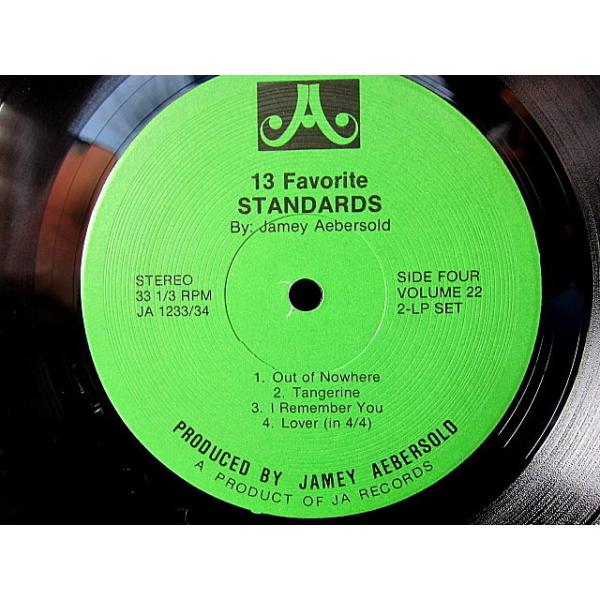 13 Favorite
STANDARDS
By: Jamey Aebersold
STEREO
33 1/3 RPM
JA 1233/34
SIDE FOUR
VOLUME 22
2-LP SET
1. Out of Nowhere
2. Tangerine
3. I Remember You
4. Lover (in 4/4)
PRODUCED BY JAMEY AEBERSOLD
A PRODUCT OF JA RECORDS